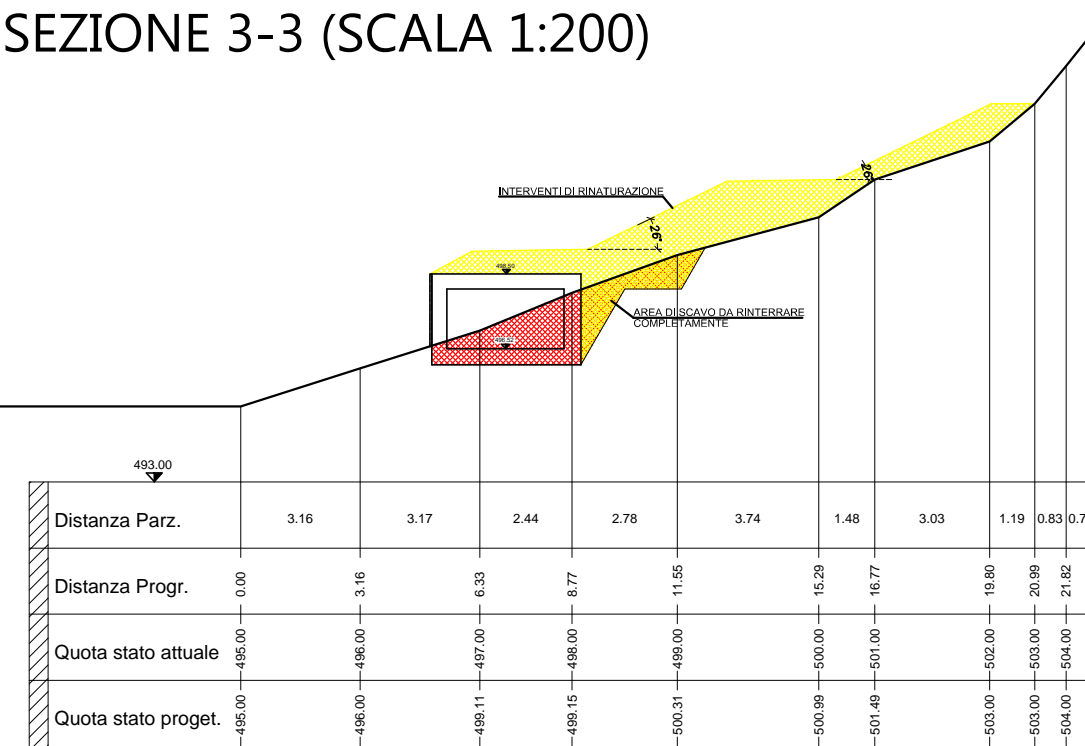 SEZIONE 3-3 (SCALA 1:200)
26°
INTERVENTI DI RINATURAZIONE
26°
498.50
AREA DI SCAVO DA RINTERRARE
COMPLETAMENTE
496.52
493.00
Distanza Parz. 3.16 3.17 2.44 2.78 3.74 1.48 3.03 1.19 0.83 0.7
Distanza Progr. 0.00 3.16 6.33 8.77 11.55 15.29 16.77 19.80 20.99 21.82
Quota stato attuale 495.00 496.00 497.00 498.00 499.00 500.00 501.00 502.00 503.00 504.00
Quota stato proget. 495.00 496.00 499.11 499.15 500.31 500.99 501.49 503.00 503.00 504.00